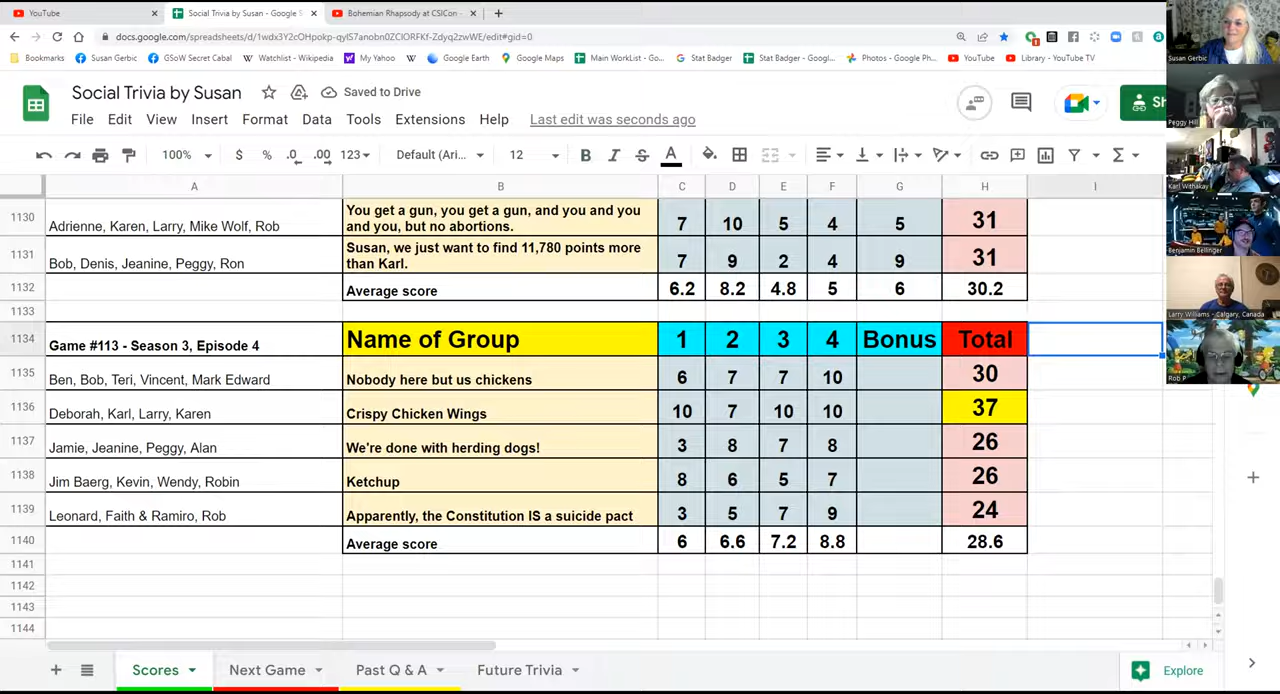 YouTube
Social Trivia by Susan - Google S
Bohemian Rhapsody at CSICon -
docs.google.com/spreadsheets/d/1wdx3Y2cOHpokp-qyIS7anobn0ZClORFKf-Zdyq2zwWE/edit#gid=0
Bookmarks Susan Gerbic GSoW Secret Cabal Watchlist - Wikipedia My Yahoo Google Earth Google Maps Main WorkList - Go... Stat Badger Stat Badger - Googl... Photos - Google Ph... YouTube Library - YouTube TV
Social Trivia by Susan Saved to Drive
File Edit View Insert Format Data Tools Extensions Help Last edit was seconds ago
Sh
100% $ % .0 .00 123 Default (Ari... 12 B I S A
A B C D E F G H I
1130 Adrienne, Karen, Larry, Mike Wolf, Rob You get a gun, you get a gun, and you and you 7 10 5 4 5 31
and you, but no abortions.
1131 Bob, Denis, Jeanine, Peggy, Ron Susan, we just want to find 11,780 points more 7 9 2 4 9 31
than Karl.
1132 Average score 6.2 8.2 4.8 5 6 30.2
1133
1134 Game #113 - Season 3, Episode 4 Name of Group 1 2 3 4 Bonus Total
1135 Ben, Bob, Teri, Vincent, Mark Edward Nobody here but us chickens 6 7 7 10 30
1136 Deborah, Karl, Larry, Karen Crispy Chicken Wings 10 7 10 10 37
1137 Jamie, Jeanine, Peggy, Alan We're done with herding dogs! 3 8 7 8 26
1138 Jim Baerg, Kevin, Wendy, Robin Ketchup 8 6 5 7 26
1139 Leonard, Faith & Ramiro, Rob Apparently, the Constitution IS a suicide pact 3 5 7 9 24
1140 Average score 6 6.6 7.2 8.8 28.6
1141
1142
1143
1144
Scores Next Game Past Q & A Future Trivia Explore
Susan Gerbic
Peggy Hill
Karl Withakay
Benjamin Bellinger
Larry Williams - Calgary, Canada
Rob P